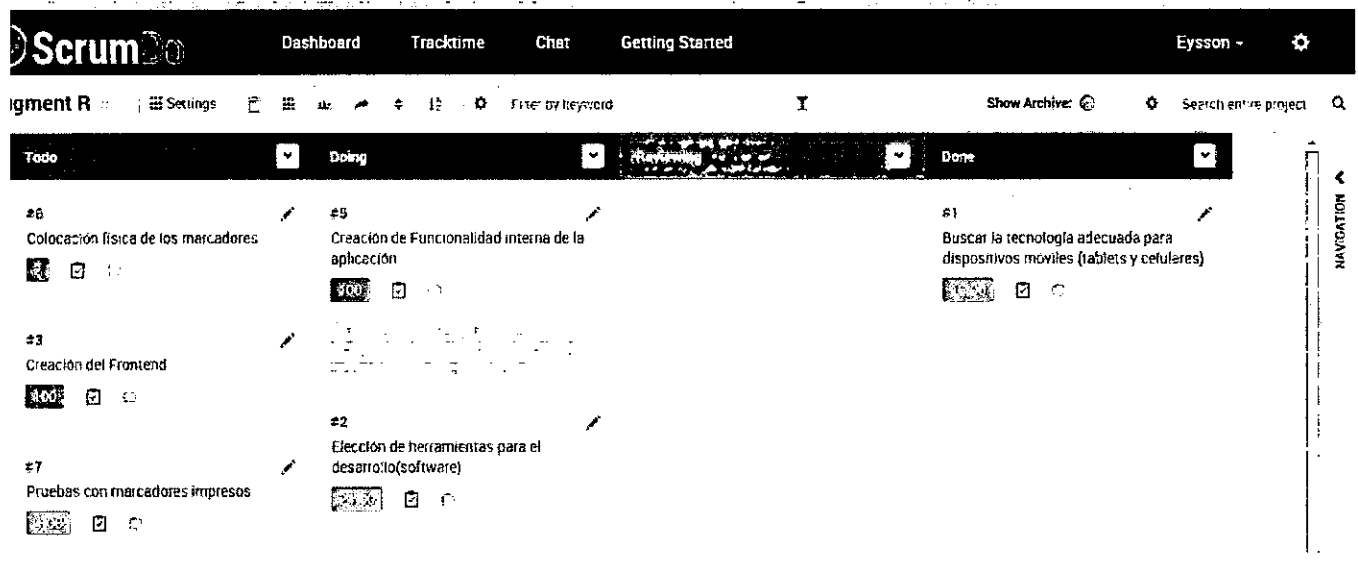 ScrumDo Dashboard Tracktime Chat Getting Started Eysson
gment R Settings Filter by keyword Show Archive: Search entire project
Todo Doing Reviewing Done
NAVIGATION
#6
Colocación física de los marcadores
#3
Creación del Frontend
#7
Pruebas con marcadores impresos
#5
Creación de Funcionalidad interna de la
aplicación
#2
Elección de herramientas para el
desarrollo(software)
#1
Buscar la tecnología adecuada para
dispositivos móviles (tablets y celulares)